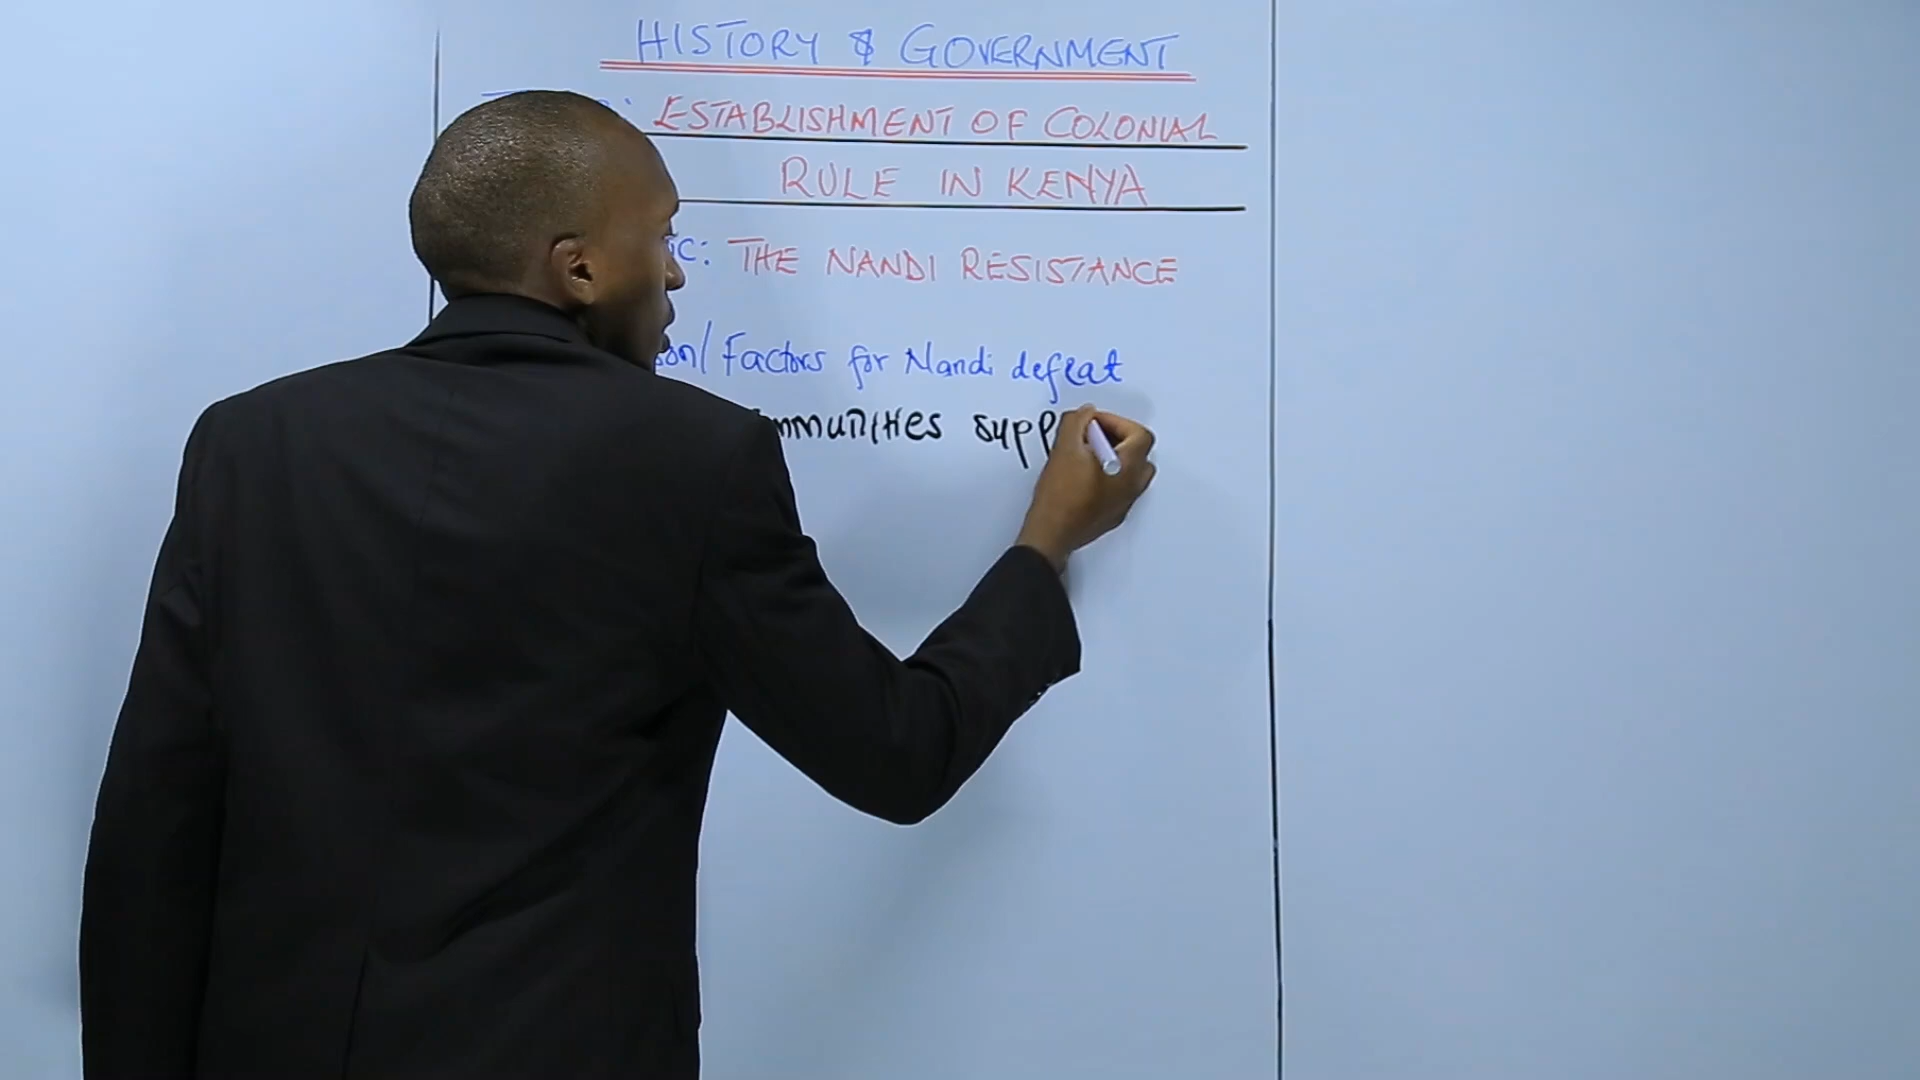 HISTORY & GOVERNMENT
ESTABLISHMENT OF COLONIAL
RULE IN KENYA
THE NANDI RESISTANCE
Factors for Nandi defeat